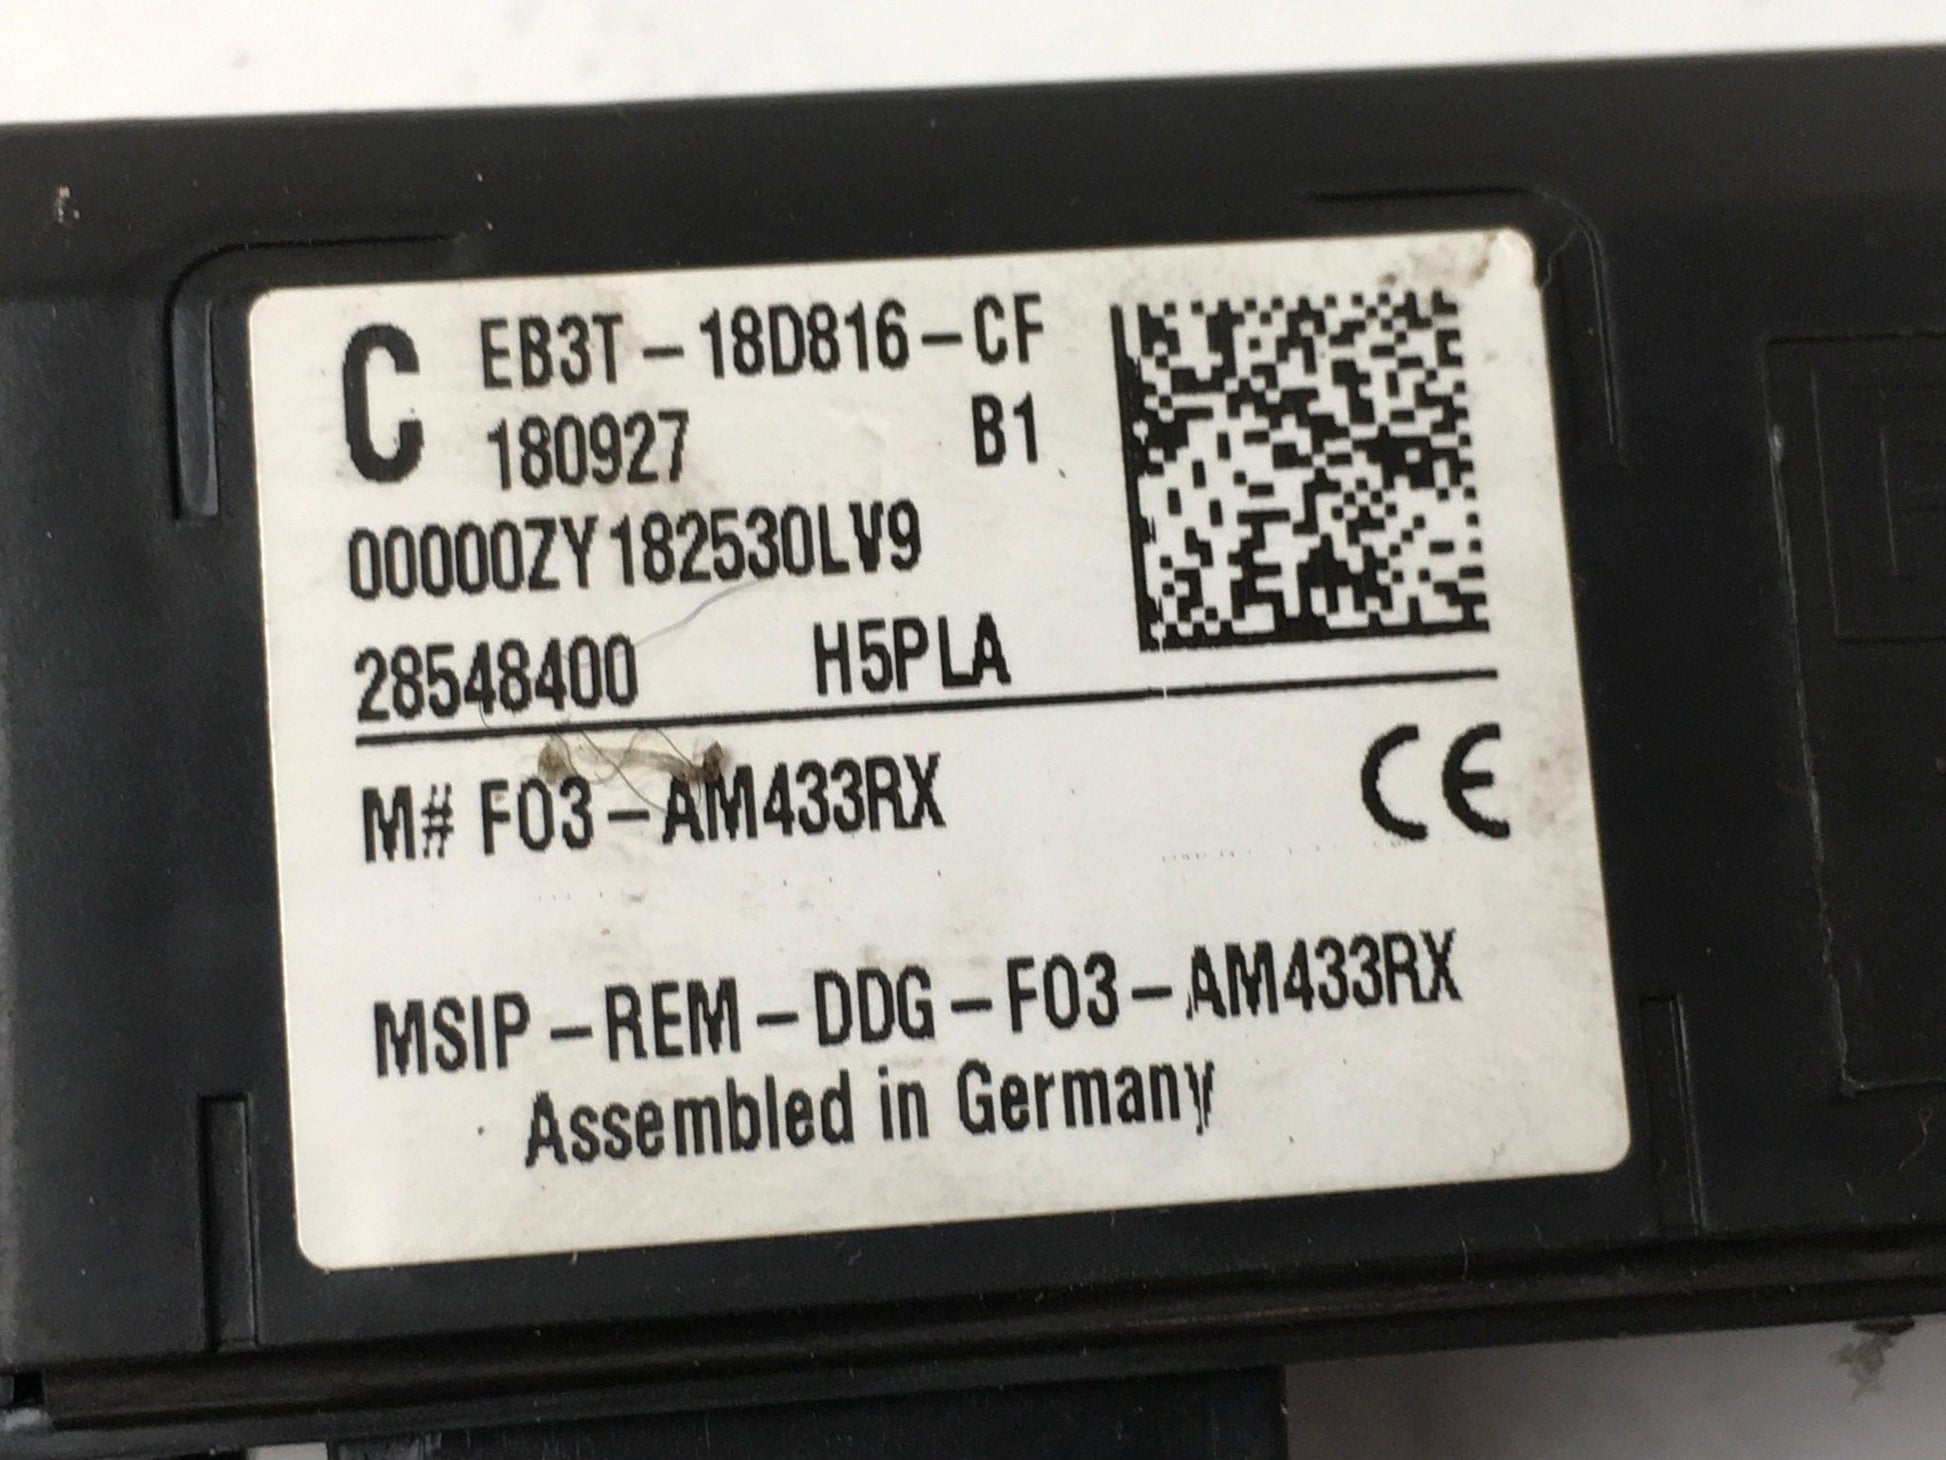 C EB3T-18D816-CF
180927 B1
00000ZY182530LV9
28548400 H5PLA
M# F03-AM433RX CE
MSIP-REM-DDG-F03-AM433RX
Assembled in Germany